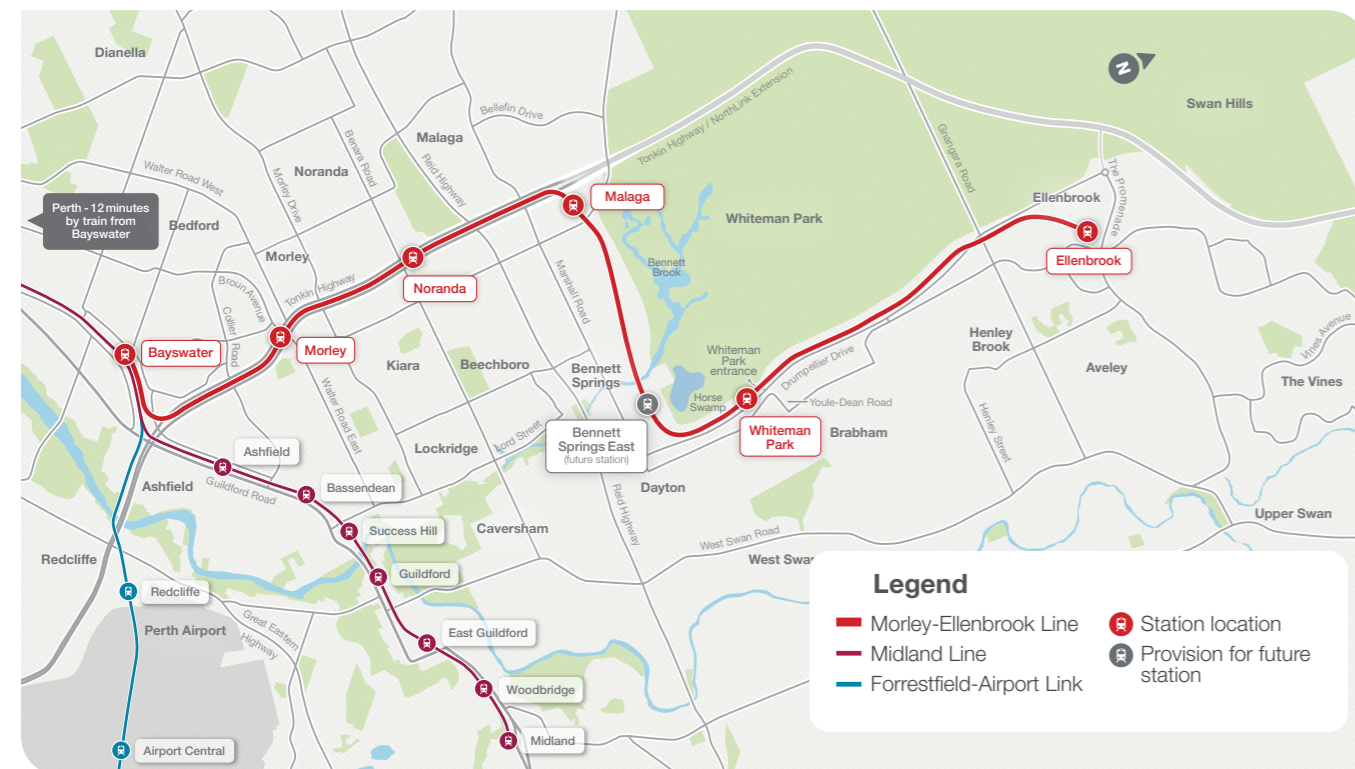 Dianella
Swan Hills
N
Bellefin Drive
Malaga
Tonkin Highway / NorthLink Extension
Gnangara Road
Benara Road
Reid Highway
Walter Road West
Morley Drive
Noranda
The Promenade
Ellenbrook
Malaga
Perth - 12 minutes
by train from
Bayswater
Bedford
Whiteman Park
Morley
Bennett
Brook
Ellenbrook
Noranda
Marshall Road
Broun Avenue
Tonkin Highway
Collier Road
Bayswater
Morley
Kiara
Beechboro
Bennett
Springs
Whiteman
Park
entrance
Drumpellier Drive
Henley
Brook
Aveley
Vines Avenue
The Vines
Horse
Swamp
Youle-Dean Road
Walter Road East
Lord Street
Bennett
Springs East
(future station)
Whiteman
Park
Brabham
Henley Street
Lockridge
Ashfield
Ashfield
Guildford Road
Bassendean
Dayton
Reid Highway
Upper Swan
Success Hill
Caversham
West Swan Road
West Swan
Redcliffe
Guildford
Redcliffe
Perth Airport
Great Eastern
Highway
East Guildford
Woodbridge
Midland
Airport Central
Legend
Morley-Ellenbrook Line
Midland Line
Forrestfield-Airport Link
Station location
Provision for future
station